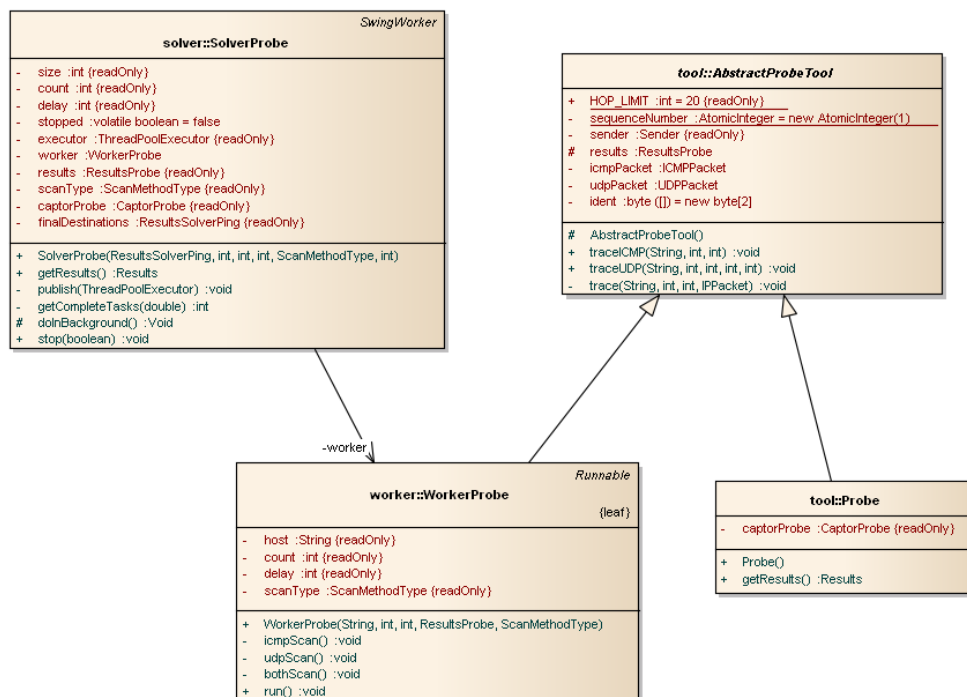 SwingWorker
solver::SolverProbe
- size :int {readOnly}
- count :int {readOnly}
- delay :int {readOnly}
- stopped :volatile boolean = false
- executor :ThreadPoolExecutor {readOnly}
- worker :WorkerProbe
- results :ResultsProbe {readOnly}
- scanType :ScanMethodType {readOnly}
- captorProbe :CaptorProbe {readOnly}
- finalDestinations :ResultsSolverPing {readOnly}
+ SolverProbe(ResultsSolverPing, int, int, int, ScanMethodType, int)
+ getResults() :Results
- publish(ThreadPoolExecutor) :void
- getCompleteTasks(double) :int
# doInBackground() :Void
+ stop(boolean) :void
tool::AbstractProbeTool
+ HOP_LIMIT :int = 20 {readOnly}
- sequenceNumber :AtomicInteger = new AtomicInteger(1)
- sender :Sender {readOnly}
# results :ResultsProbe
- icmpPacket :ICMPPacket
- udpPacket :UDPPacket
- ident :byte ([]) = new byte[2]
# AbstractProbeTool()
+ traceICMP(String, int, int) :void
+ traceUDP(String, int, int, int, int) :void
- trace(String, int, int, IPPacket) :void
-worker
Runnable
worker::WorkerProbe
{leaf}
- host :String {readOnly}
- count :int {readOnly}
- delay :int {readOnly}
- scanType :ScanMethodType {readOnly}
+ WorkerProbe(String, int, int, ResultsProbe, ScanMethodType)
- icmpScan() :void
- udpScan() :void
- bothScan() :void
+ run() :void
tool::Probe
- captorProbe :CaptorProbe {readOnly}
+ Probe()
+ getResults() :Results